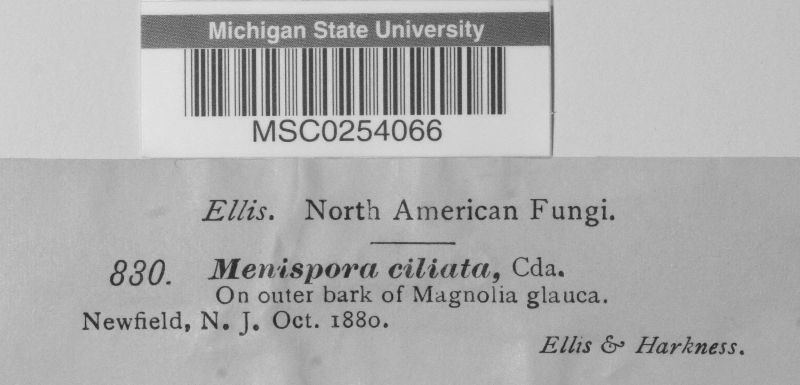 Michigan State University
MSC0254066
Ellis. North American Fungi.
830. Menispora ciliata, Cda.
On outer bark of Magnolia glauca.
Newfield, N. J. Oct. 1880.
Ellis & Harkness.